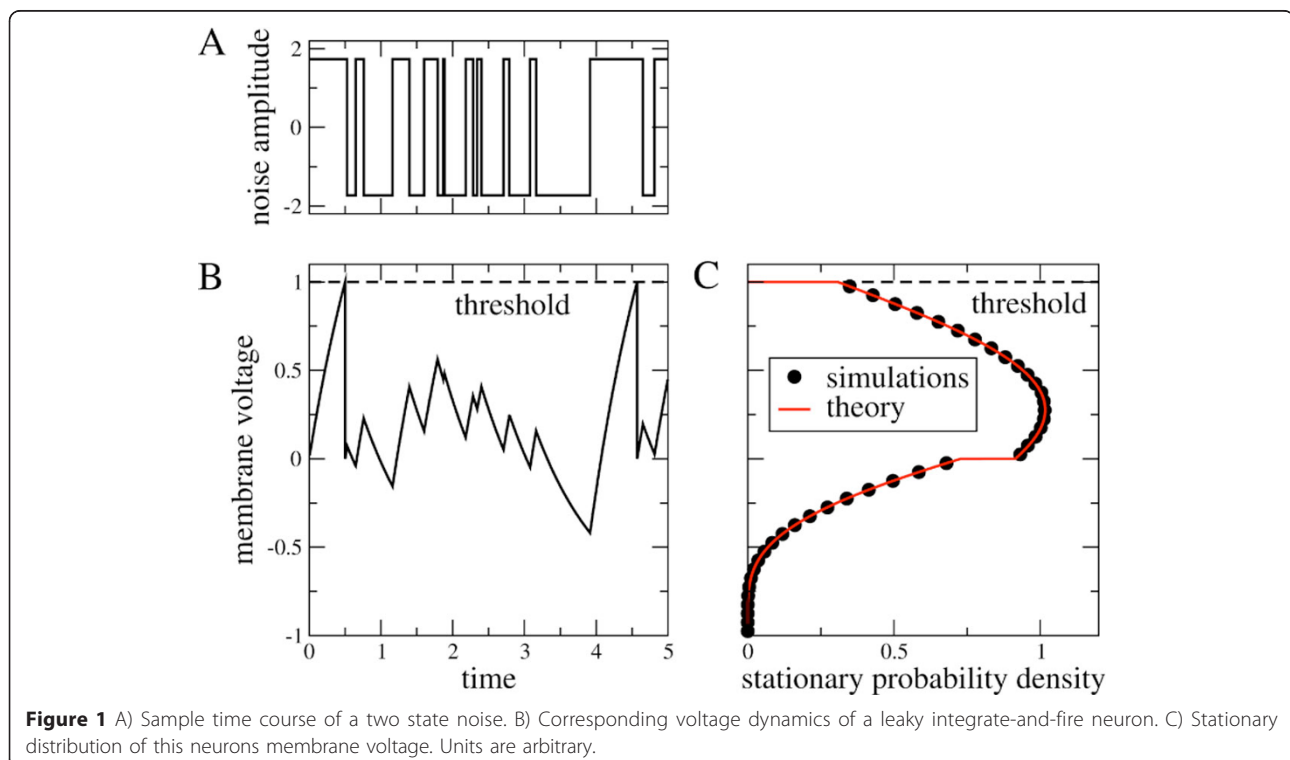 A
noise amplitude
2
0
-2
B
membrane voltage
1
0.5
0
-0.5
-1
threshold
0 1 2 3 4 5
time
C
threshold
simulations
theory
0 0.5 1
stationary probability density
Figure 1 A) Sample time course of a two state noise. B) Corresponding voltage dynamics of a leaky integrate-and-fire neuron. C) Stationary
distribution of this neurons membrane voltage. Units are arbitrary.